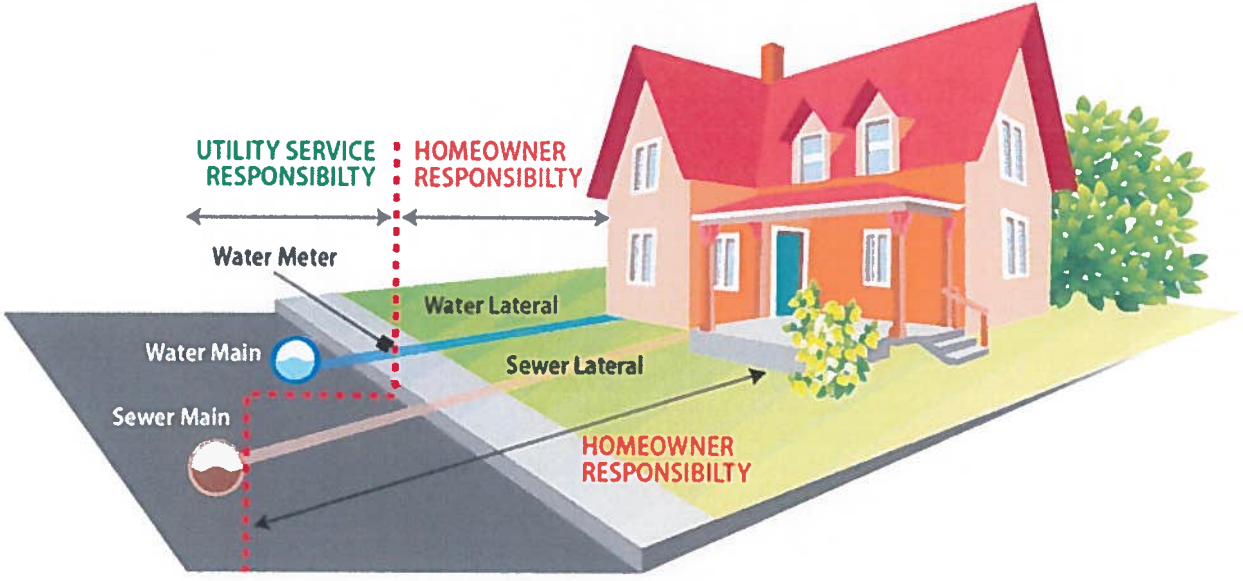 UTILITY SERVICE
RESPONSIBILTY
HOMEOWNER
RESPONSIBILTY
Water Meter
Water Lateral
Water Main
Sewer Lateral
Sewer Main
HOMEOWNER
RESPONSIBILTY